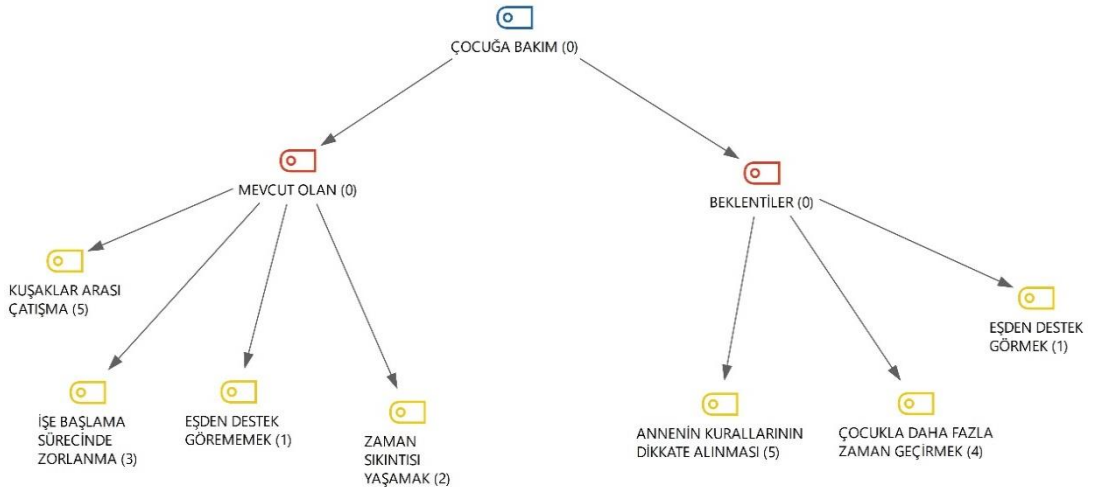 ÇOCUĞA BAKIM (0)
MEVCUT OLAN (0)
BEKLENTİLER (0)
KUŞAKLAR ARASI
ÇATIŞMA (5)
İŞE BAŞLAMA
SÜRECİNDE
ZORLANMA (3)
EŞDEN DESTEK
GÖREMEMEK (1)
ZAMAN
SIKINTISI
YAŞAMAK (2)
ANNENİN KURALLARININ
DİKKATE ALINMASI (5)
ÇOCUKLA DAHA FAZLA
ZAMAN GEÇİRMEK (4)
EŞDEN DESTEK
GÖRMEK (1)